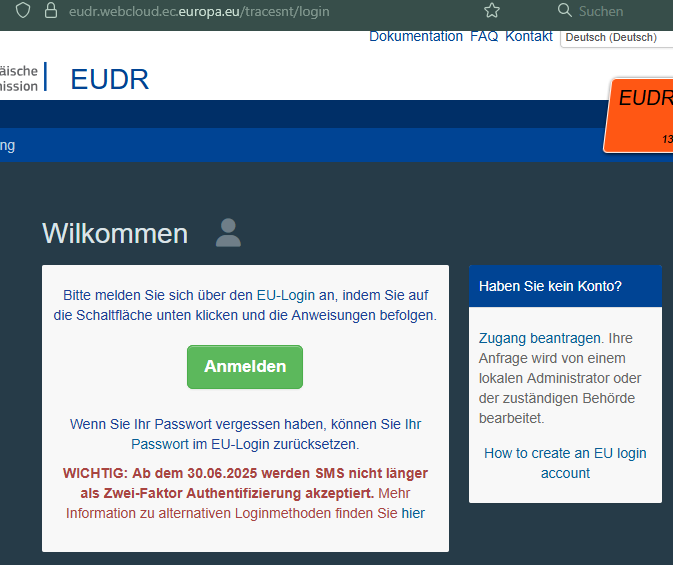 eudr.webcloud.ec.europa.eu/tracesnt/login
Suchen
Dokumentation FAQ Kontakt Deutsch (Deutsch)
äische
nission
EUDR
EUDR
13
ng
Wilkommen
Bitte melden Sie sich über den EU-Login an, indem Sie auf
die Schaltfläche unten klicken und die Anweisungen befolgen.
Anmelden
Wenn Sie Ihr Passwort vergessen haben, können Sie Ihr
Passwort im EU-Login zurücksetzen.
WICHTIG: Ab dem 30.06.2025 werden SMS nicht länger
als Zwei-Faktor Authentifizierung akzeptiert. Mehr
Information zu alternativen Loginmethoden finden Sie hier
Haben Sie kein Konto?
Zugang beantragen. Ihre
Anfrage wird von einem
lokalen Administrator oder
der zuständigen Behörde
bearbeitet.
How to create an EU login
account